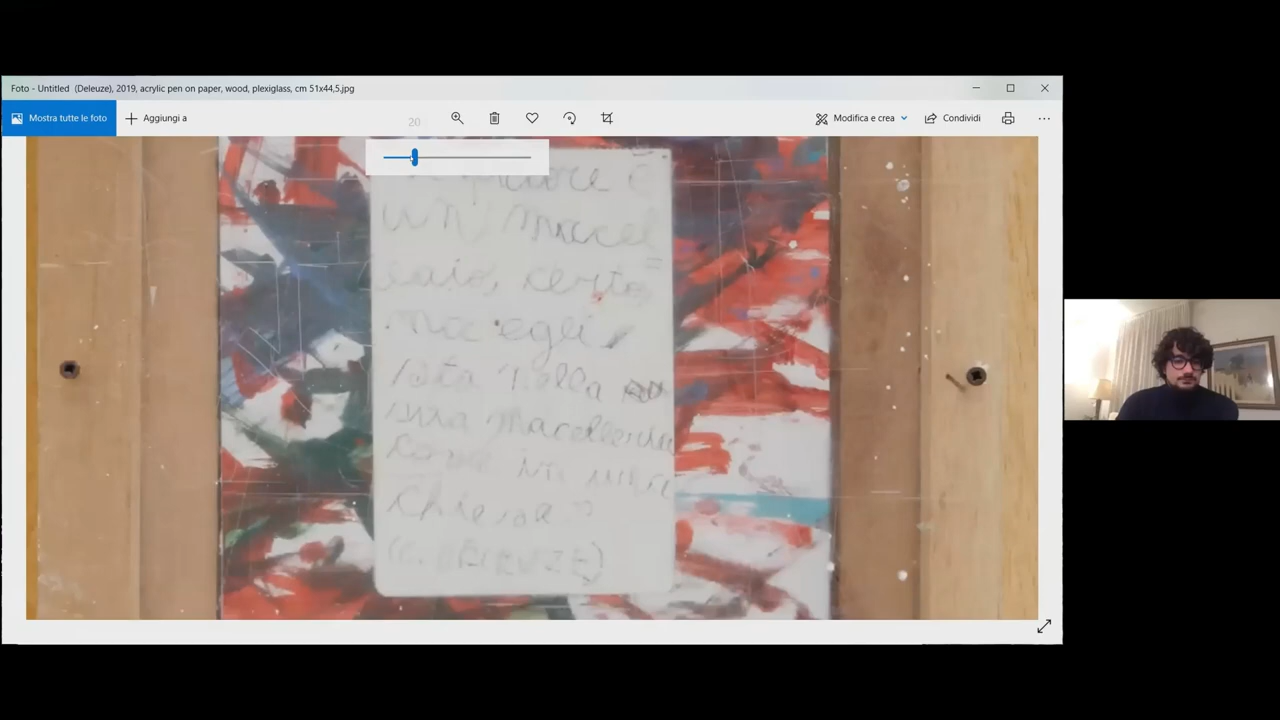 Foto - Untitled (Deleuze), 2019, acrylic pen on paper, wood, plexiglass, cm 51x44,5.jpg
Mostra tutte le foto
Aggiungi a
20
Modifica e crea
Condividi
è
un, macel=
laio, certo,
ma egli
sta nella
sua macelleria
come in una
chiesa"